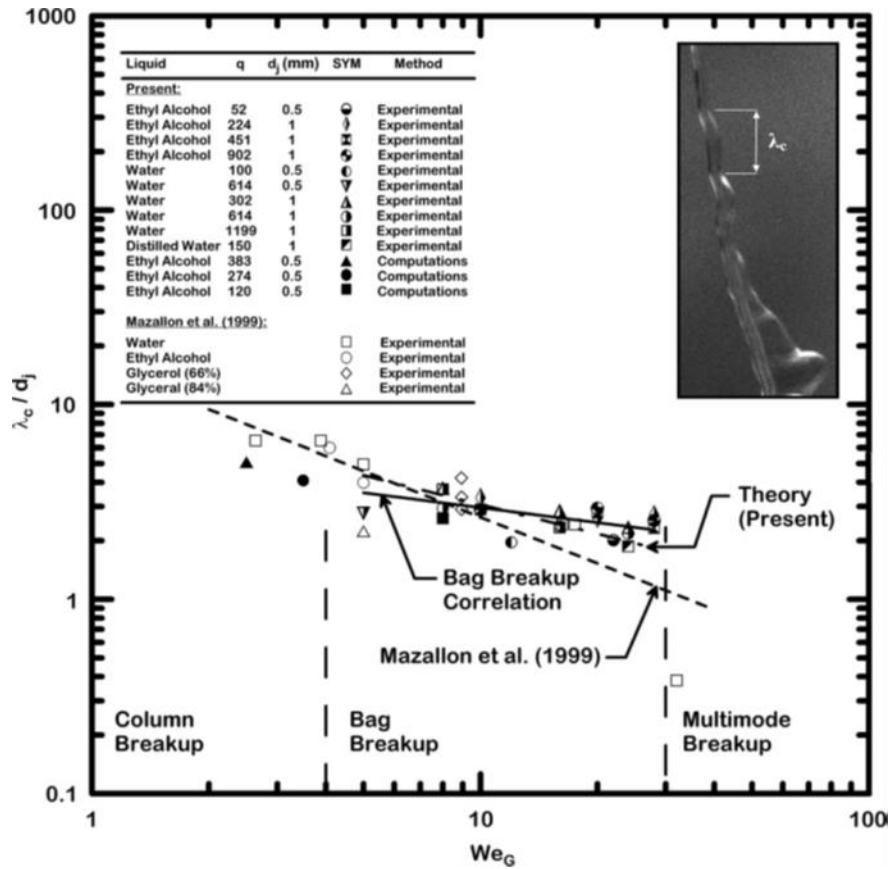 1000
100
10
1
0.1
λc / dj
Liquid q dj (mm) SYM Method
Present:
Ethyl Alcohol 52 0.5 Experimental
Ethyl Alcohol 224 1 Experimental
Ethyl Alcohol 451 1 Experimental
Ethyl Alcohol 902 1 Experimental
Water 100 0.5 Experimental
Water 614 0.5 Experimental
Water 302 1 Experimental
Water 614 1 Experimental
Water 1199 1 Experimental
Distilled Water 150 1 Experimental
Ethyl Alcohol 383 0.5 Computations
Ethyl Alcohol 274 0.5 Computations
Ethyl Alcohol 120 0.5 Computations
Mazallon et al. (1999):
Water Experimental
Ethyl Alcohol Experimental
Glycerol (66%) Experimental
Glyceral (84%) Experimental
λc
Theory
(Present)
Bag Breakup
Correlation
Mazallon et al. (1999)
Column
Breakup
Bag
Breakup
Multimode
Breakup
1 10 100
WeG